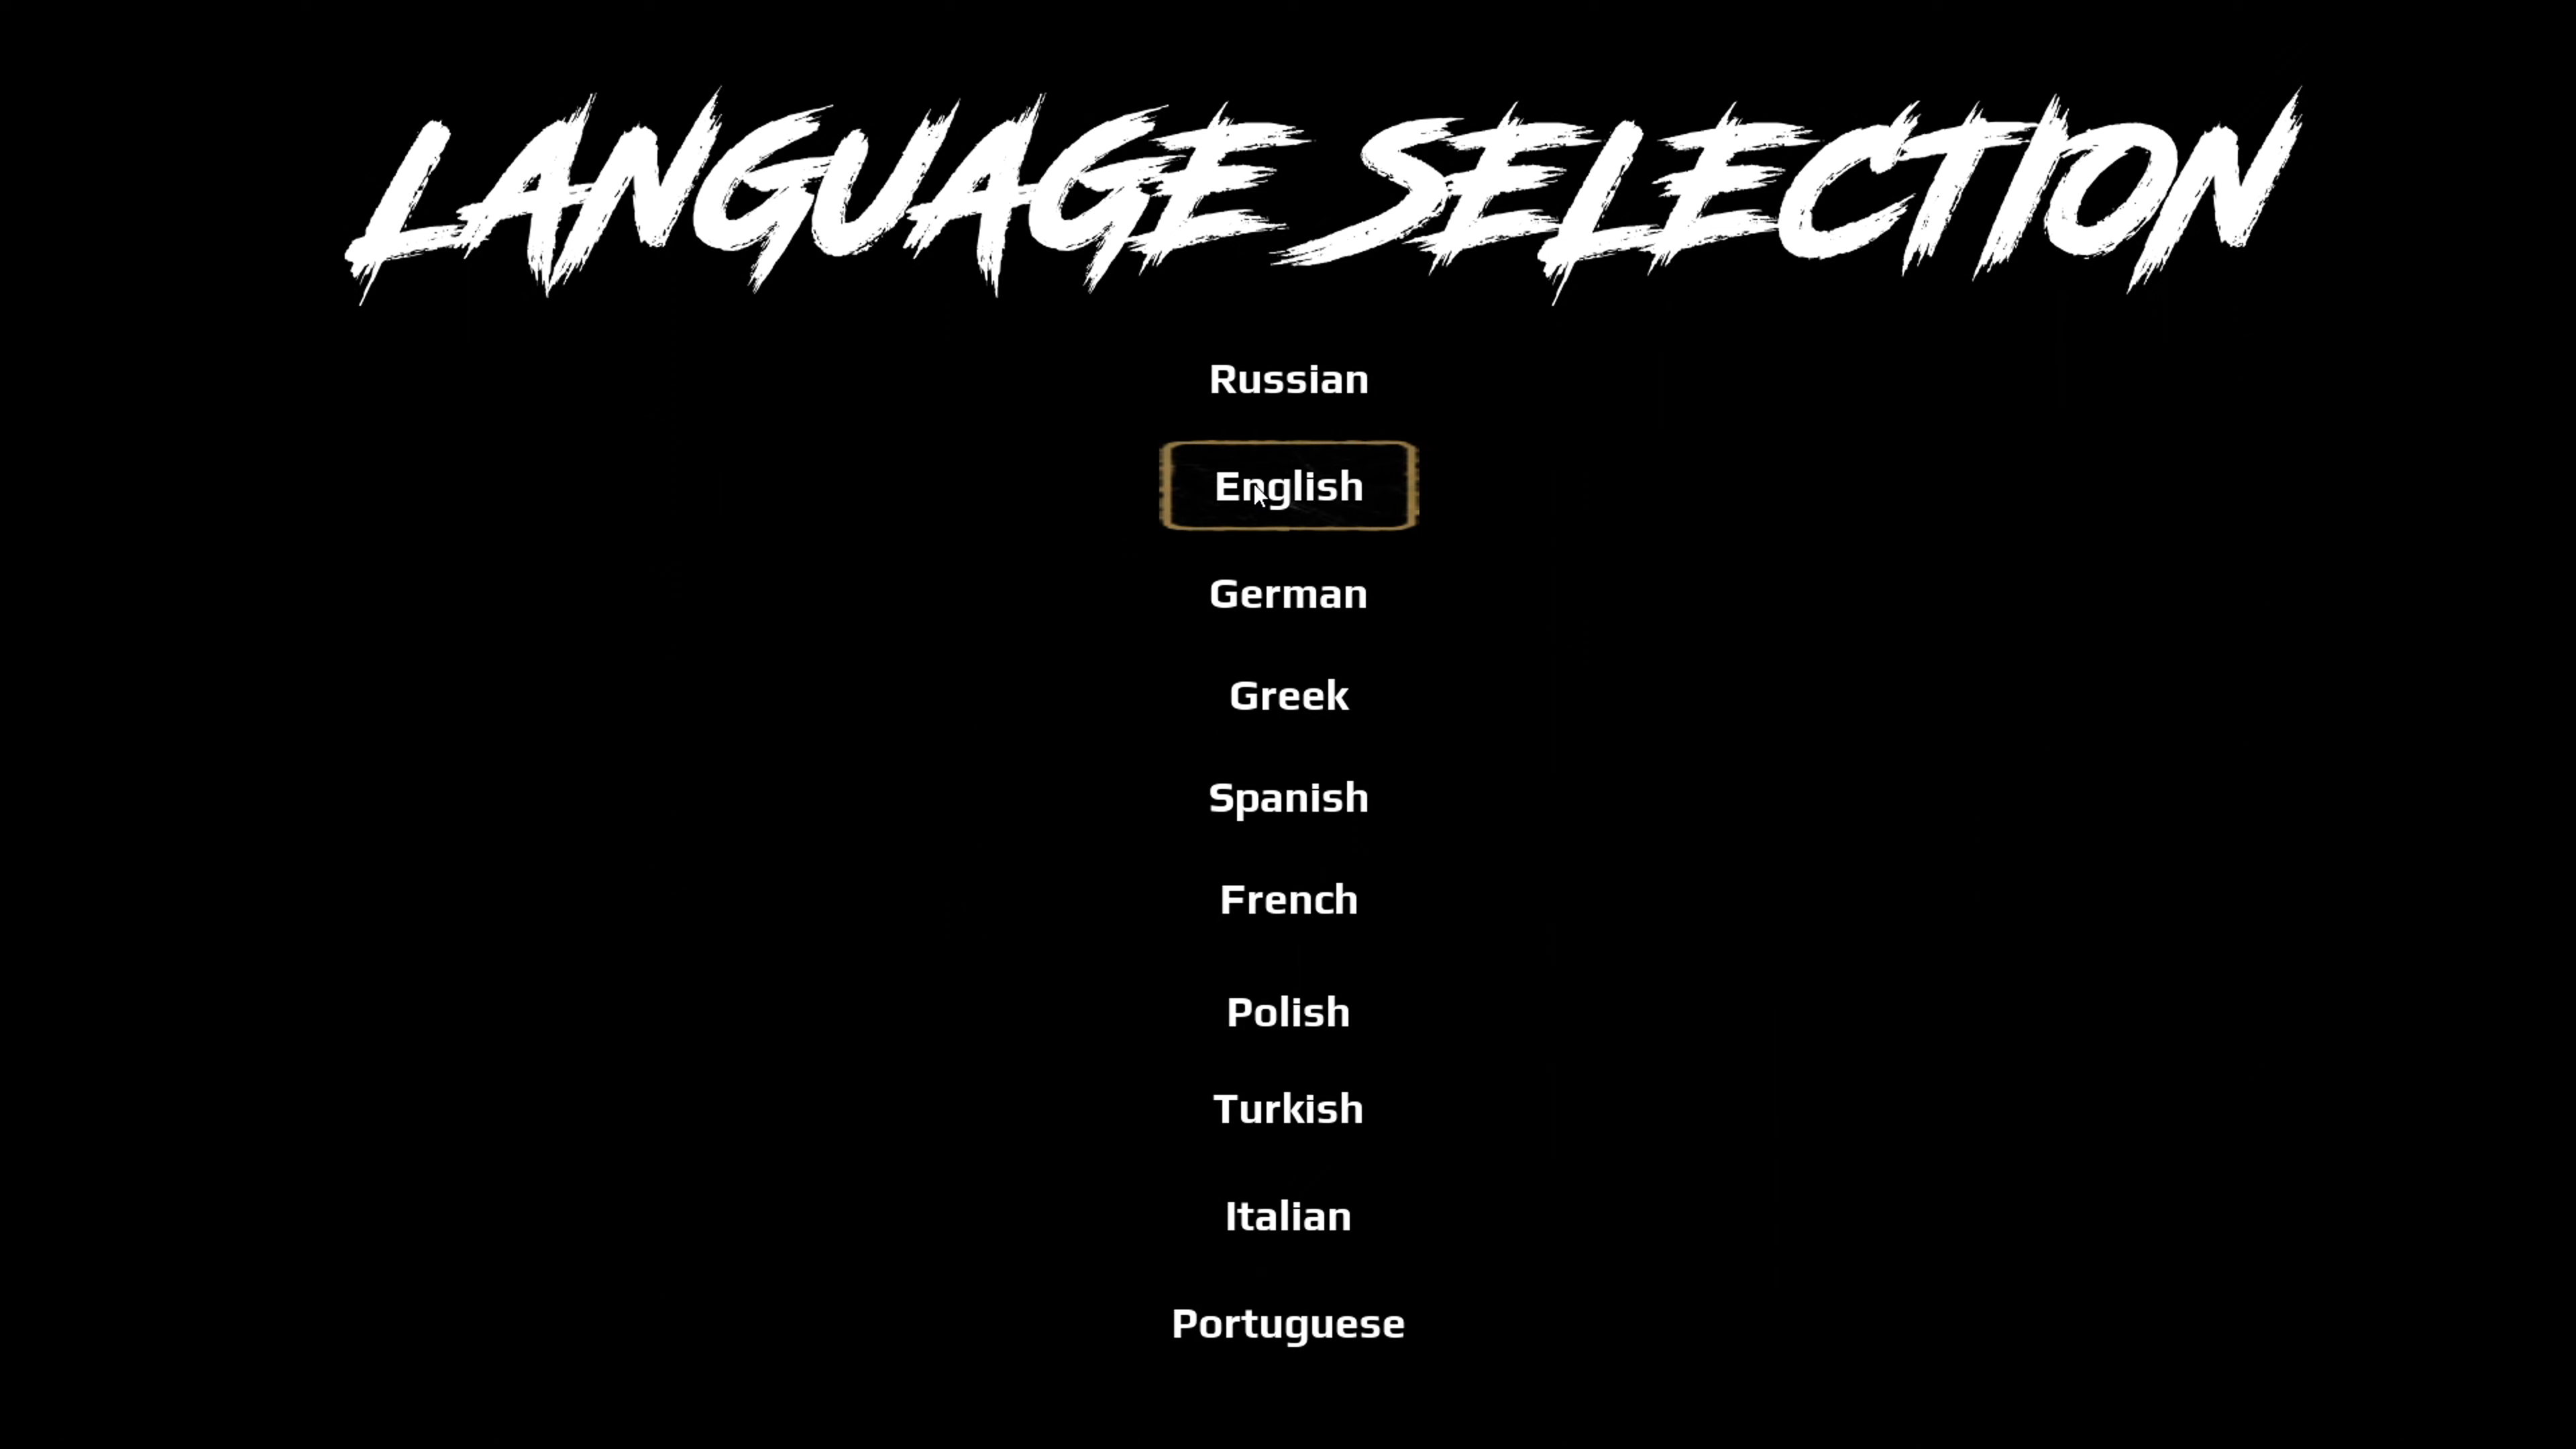 LANGUAGE SELECTION
Russian
English
German
Greek
Spanish
French
Polish
Turkish
Italian
Portuguese